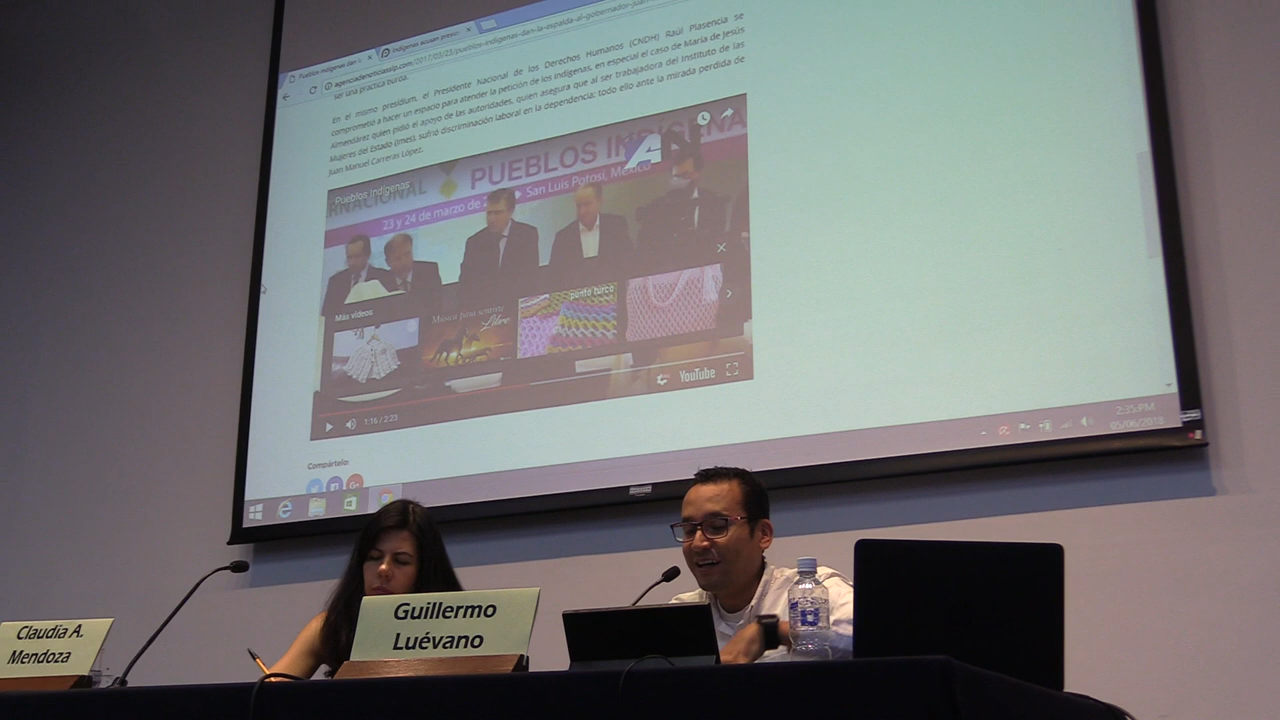 Pueblos indígenas dan
Indígenas acusan presco
agenciadenoticiasslp.com/2017/03/23/pueblos-indigenas-dan-la-espalda-al-gobernador-juan-
ser una práctica burda.
En el mismo presídium, el Presidente Nacional de los Derechos Humanos (CNDH) Raúl Plasencia se
comprometió a hacer un espacio para atender la petición de los indígenas, en especial el caso de María de Jesús
Almendárez quien pidió el apoyo de las autoridades, quien asegura que al ser trabajadora del Instituto de las
Mujeres del Estado (Imes), sufrió discriminación laboral en la dependencia; todo ello ante la mirada perdida de
Juan Manuel Carreras López.
Pueblos Indígenas
AN
RNACIONAL PUEBLOS INDIGENA
23 y 24 de marzo de 2 San Luis Potosí, México
Más videos
Música para sentirte
Libre
punto turco
YouTube
1:16 / 2:23
Compártelo:
G+
2:35 PM
05/06/2018
Claudia A.
Mendoza
Guillermo
Luévano